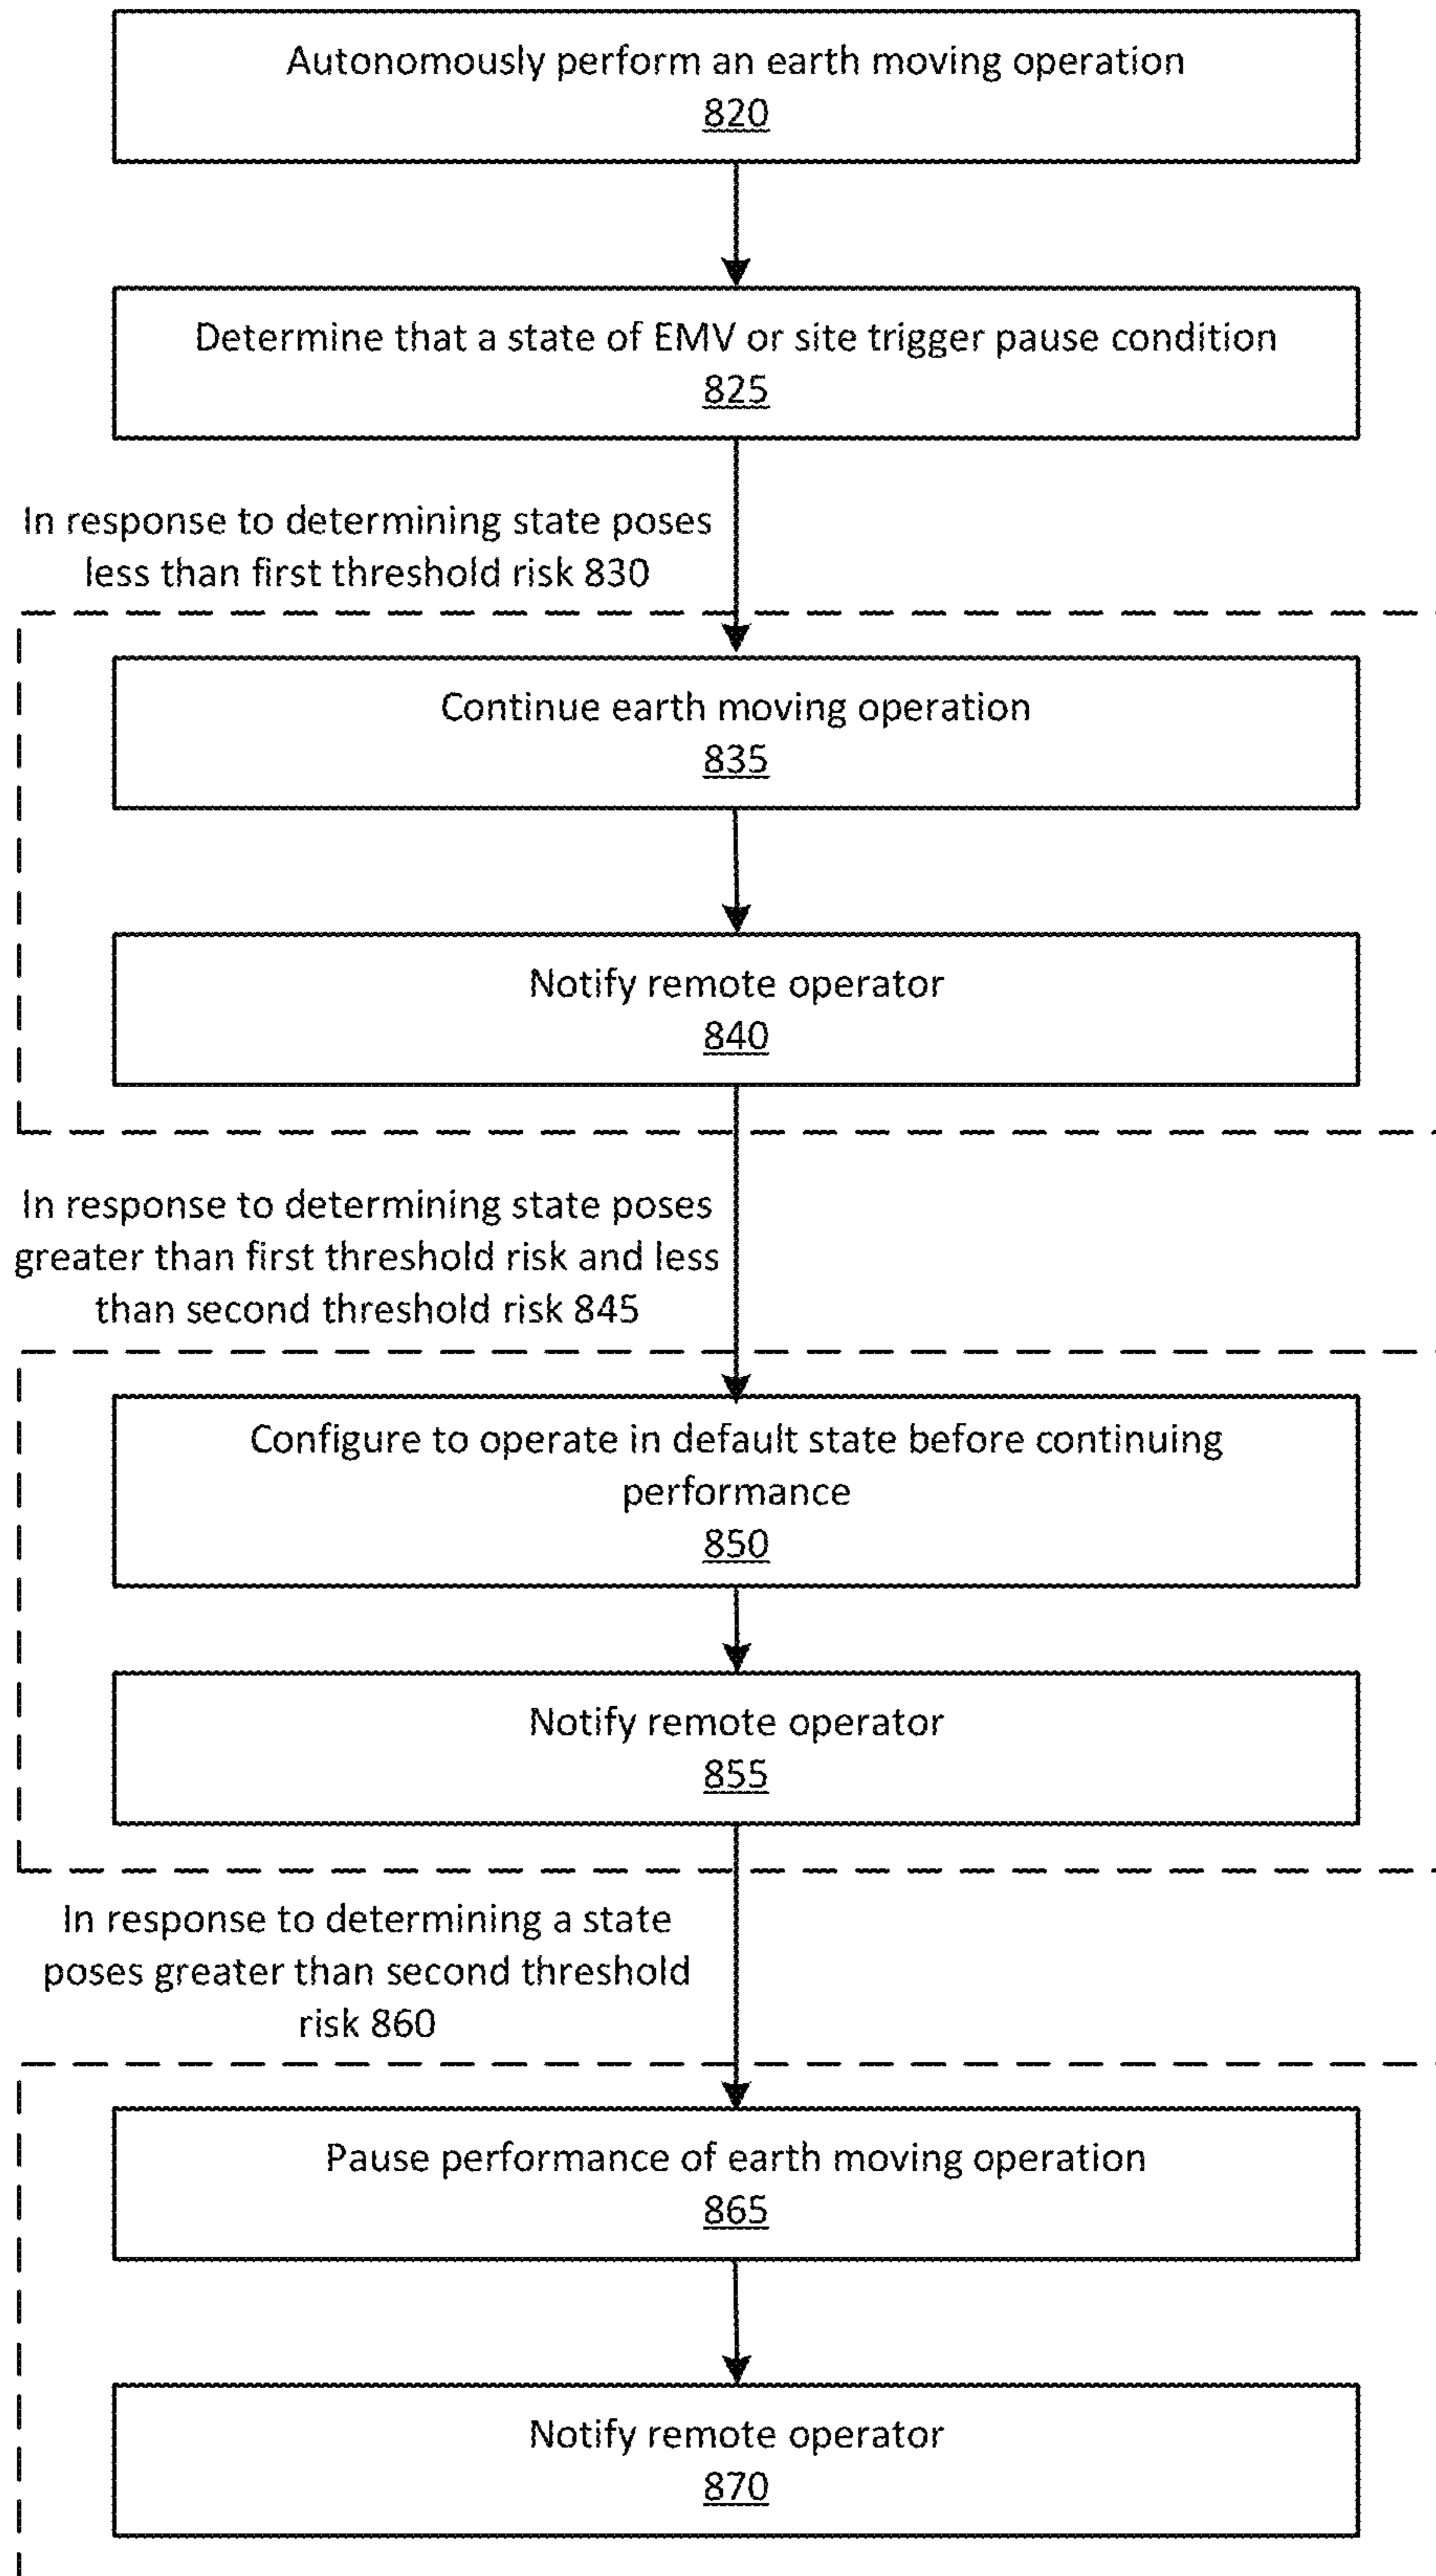 Autonomously perform an earth moving operation
820
Determine that a state of EMV or site trigger pause condition
825
In response to determining state poses
less than first threshold risk 830
Continue earth moving operation
835
Notify remote operator
840
In response to determining state poses
greater than first threshold risk and less
than second threshold risk 845
Configure to operate in default state before continuing
performance
850
Notify remote operator
855
In response to determining a state
poses greater than second threshold
risk 860
Pause performance of earth moving operation
865
Notify remote operator
870